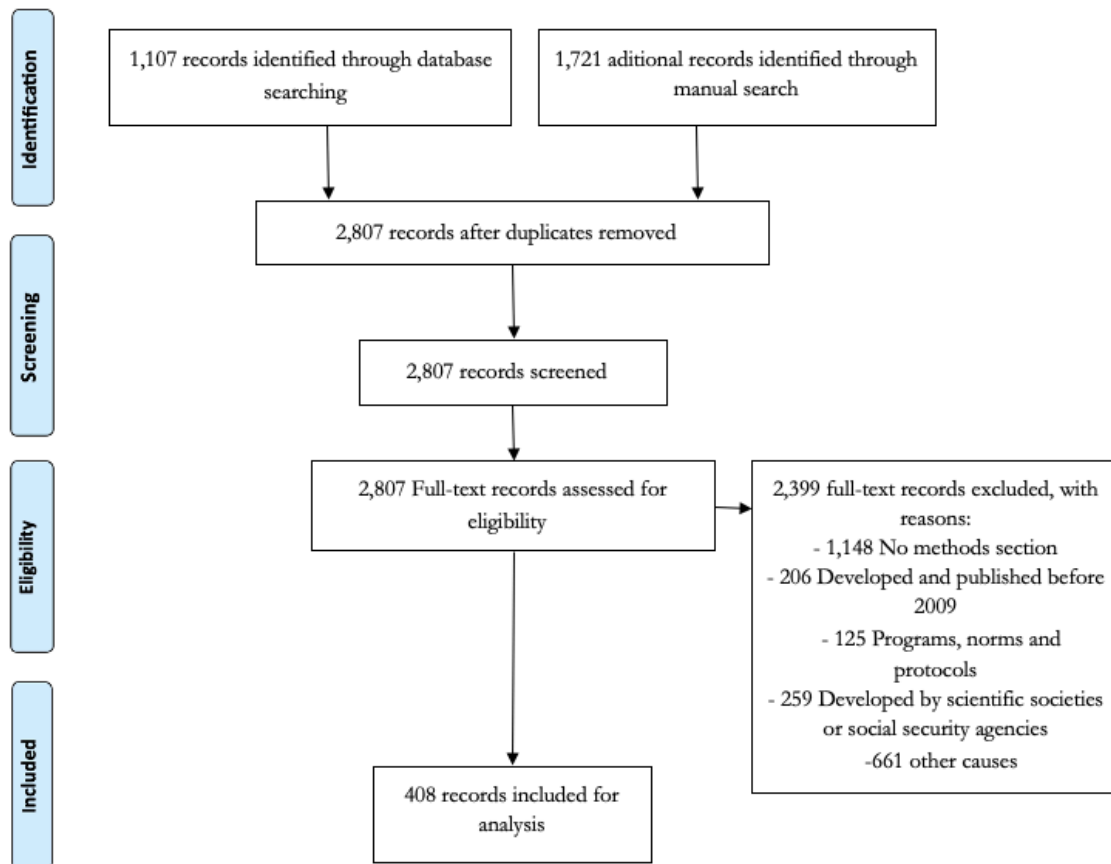 Identification
1,107 records identified through database
searching
1,721 aditional records identified through
manual search
2,807 records after duplicates removed
Screening
2,807 records screened
Eligibility
2,807 Full-text records assessed for
eligibility
2,399 full-text records excluded, with
reasons:
- 1,148 No methods section
- 206 Developed and published before
2009
- 125 Programs, norms and
protocols
- 259 Developed by scientific societies
or social security agencies
-661 other causes
Included
408 records included for
analysis